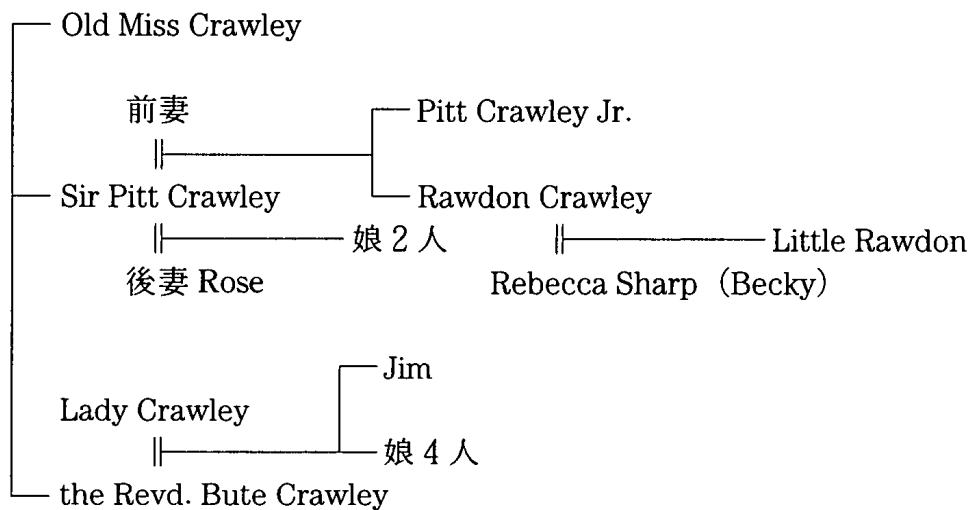 Old Miss Crawley
前妻
Pitt Crawley Jr.
Sir Pitt Crawley
Rawdon Crawley
娘 2 人
Little Rawdon
後妻 Rose
Rebecca Sharp（Becky）
Jim
Lady Crawley
娘 4 人
the Revd. Bute Crawley